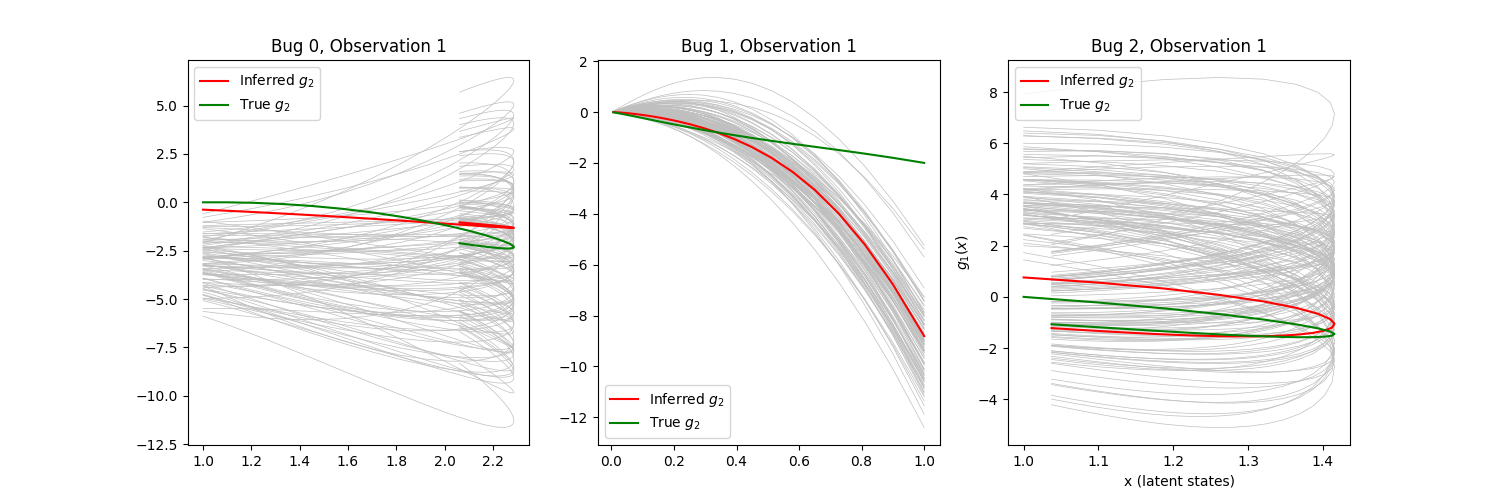 Bug 0, Observation 1
Inferred g₂
True g₂
5.0
2.5
0.0
−2.5
−5.0
−7.5
−10.0
−12.5
1.0 1.2 1.4 1.6 1.8 2.0 2.2
Bug 1, Observation 1
2
0
−2
−4
−6
−8
−10
−12
Inferred g₂
True g₂
0.0 0.2 0.4 0.6 0.8 1.0
Bug 2, Observation 1
Inferred g₂
True g₂
g₁(x)
8
6
4
2
0
−2
−4
1.0 1.1 1.2 1.3 1.4
x (latent states)